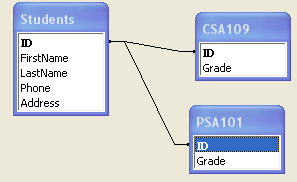 Students
ID
FirstName
LastName
Phone
Address
CSA109
ID
Grade
PSA101
ID
Grade